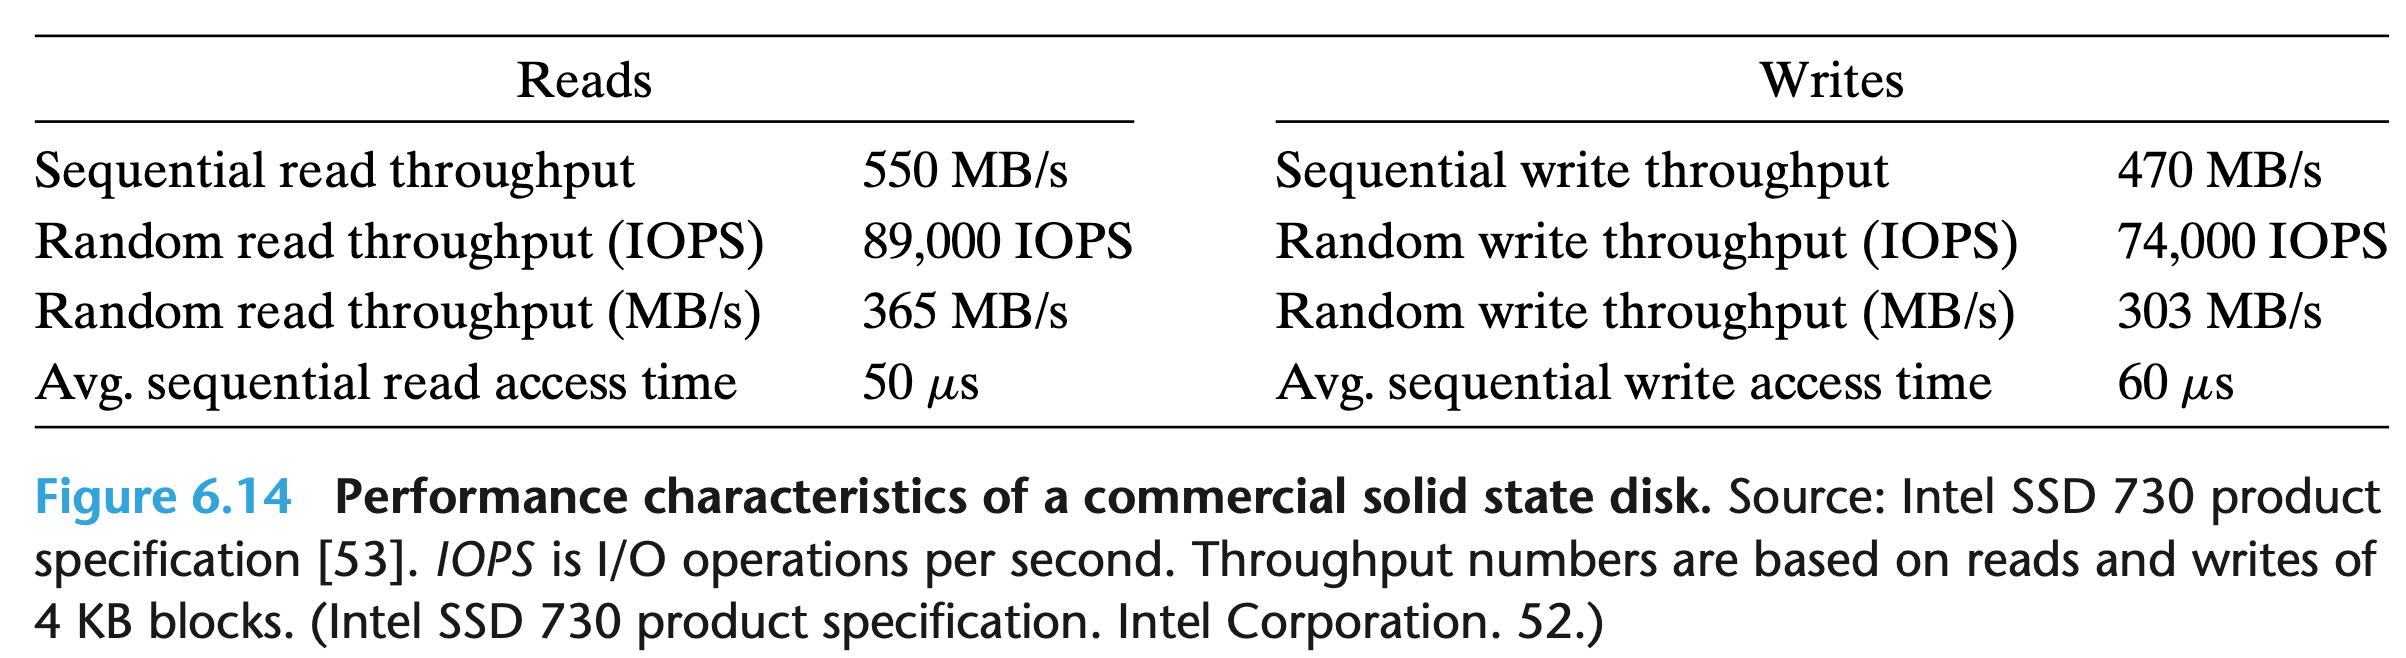 Reads Writes
Sequential read throughput 550 MB/s Sequential write throughput 470 MB/s
Random read throughput (IOPS) 89,000 IOPS Random write throughput (IOPS) 74,000 IOPS
Random read throughput (MB/s) 365 MB/s Random write throughput (MB/s) 303 MB/s
Avg. sequential read access time 50 μs Avg. sequential write access time 60 μs
Figure 6.14 Performance characteristics of a commercial solid state disk. Source: Intel SSD 730 product
specification [53]. IOPS is I/O operations per second. Throughput numbers are based on reads and writes of
4 KB blocks. (Intel SSD 730 product specification. Intel Corporation. 52.)